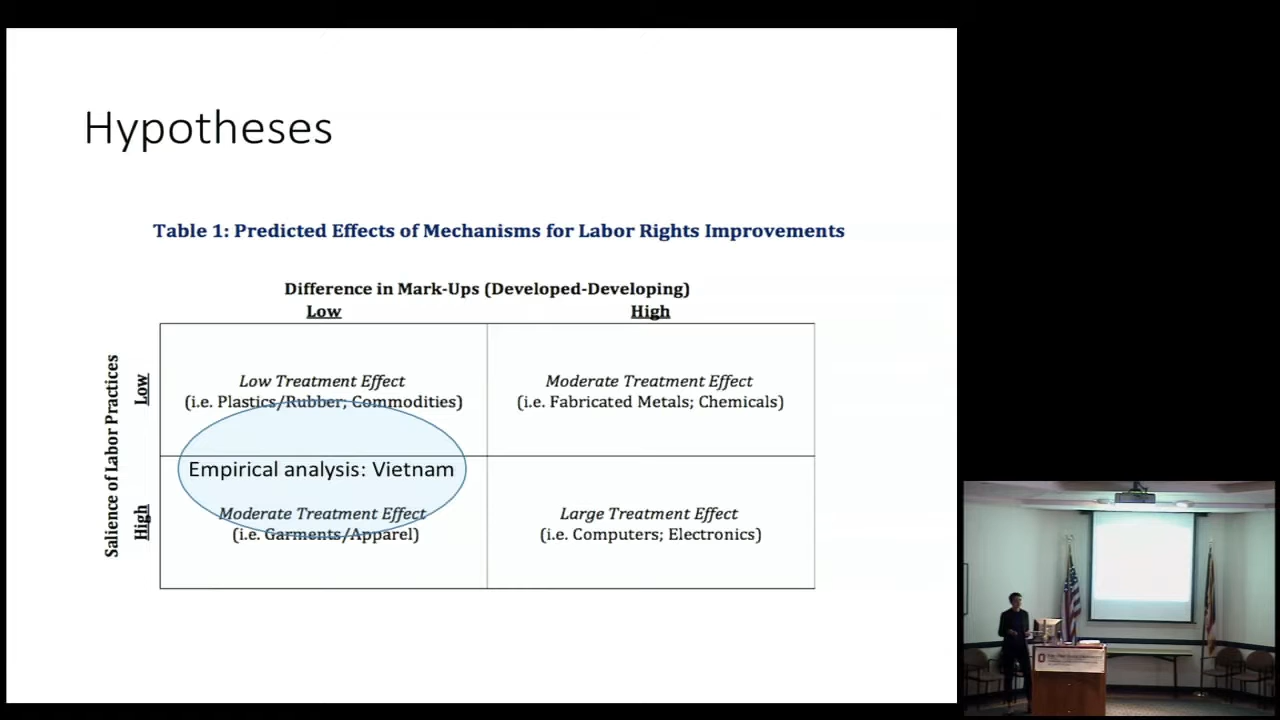 Hypotheses
Table 1: Predicted Effects of Mechanisms for Labor Rights Improvements
Difference in Mark-Ups (Developed-Developing)
Low High
Salience of Labor Practices
Low
Low Treatment Effect
(i.e. Plastics/Rubber; Commodities)
Moderate Treatment Effect
(i.e. Fabricated Metals; Chemicals)
Empirical analysis: Vietnam
High
Moderate Treatment Effect
(i.e. Garments/Apparel)
Large Treatment Effect
(i.e. Computers; Electronics)